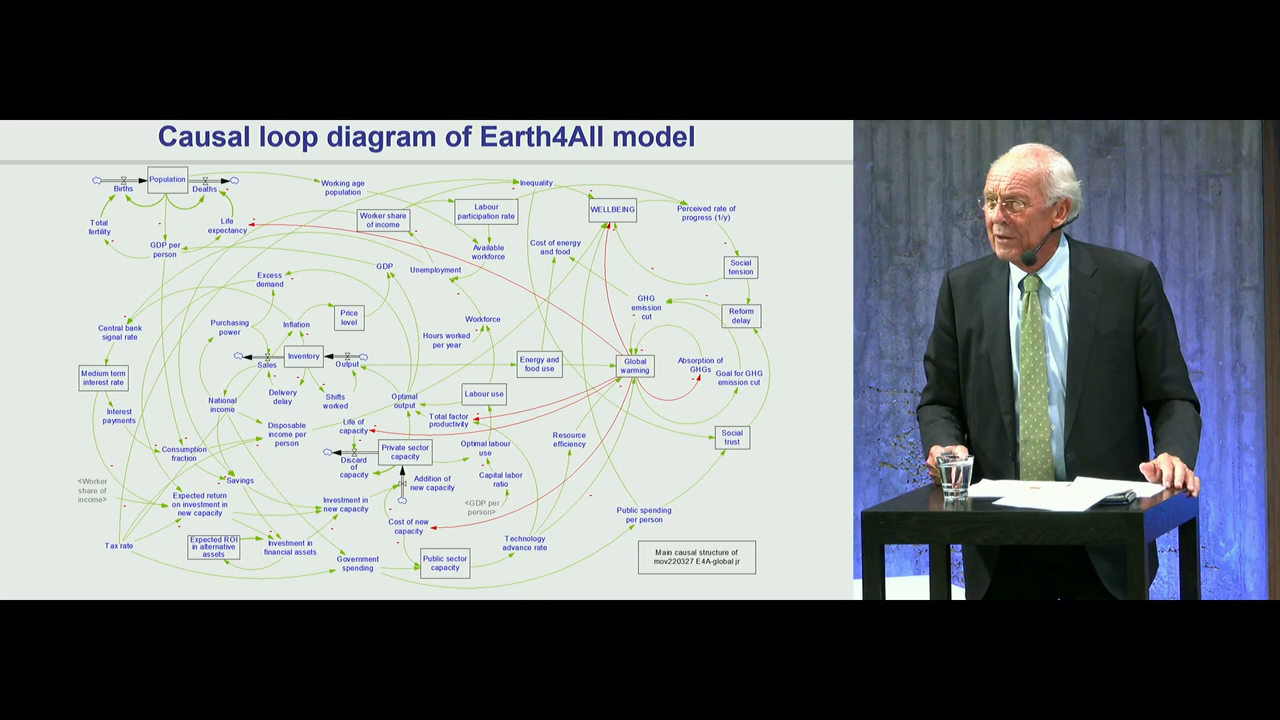 Causal loop diagram of Earth4All model
Population
Births
Deaths
Working age
population
Inequality
Total
fertility
Life
expectancy
GDP per
person
Worker share
of income
Labour
participation rate
WELLBEING
Perceived rate of
progress (1/y)
Available
workforce
Cost of energy
and food
Social
tension
Excess
demand
GDP
Unemployment
GHG
emission
cut
Reform
delay
Central bank
signal rate
Purchasing
power
Inflation
Price
level
Workforce
Hours worked
per year
Sales
Inventory
Output
Energy and
food use
Global
warming
Absorption of
GHGs
Goal for GHG
emission cut
Medium term
interest rate
Interest
payments
National
income
Delivery
delay
Shifts
worked
Optimal
output
Labour use
Life of
capacity
Total factor
productivity
Disposable
income per
person
Social
trust
Consumption
fraction
Discard
of
capacity
Private sector
capacity
Optimal labour
use
Resource
efficiency
<Worker
share of
income>
Savings
Addition of
new capacity
Capital labor
ratio
Expected return
on investment in
new capacity
Investment in
new capacity
<GDP per
person>
Cost of new
capacity
Public spending
per person
Tax rate
Expected ROI
in alternative
assets
Investment in
financial assets
Government
spending
Public sector
capacity
Technology
advance rate
Main causal structure of
mov220327 E4A-global jr